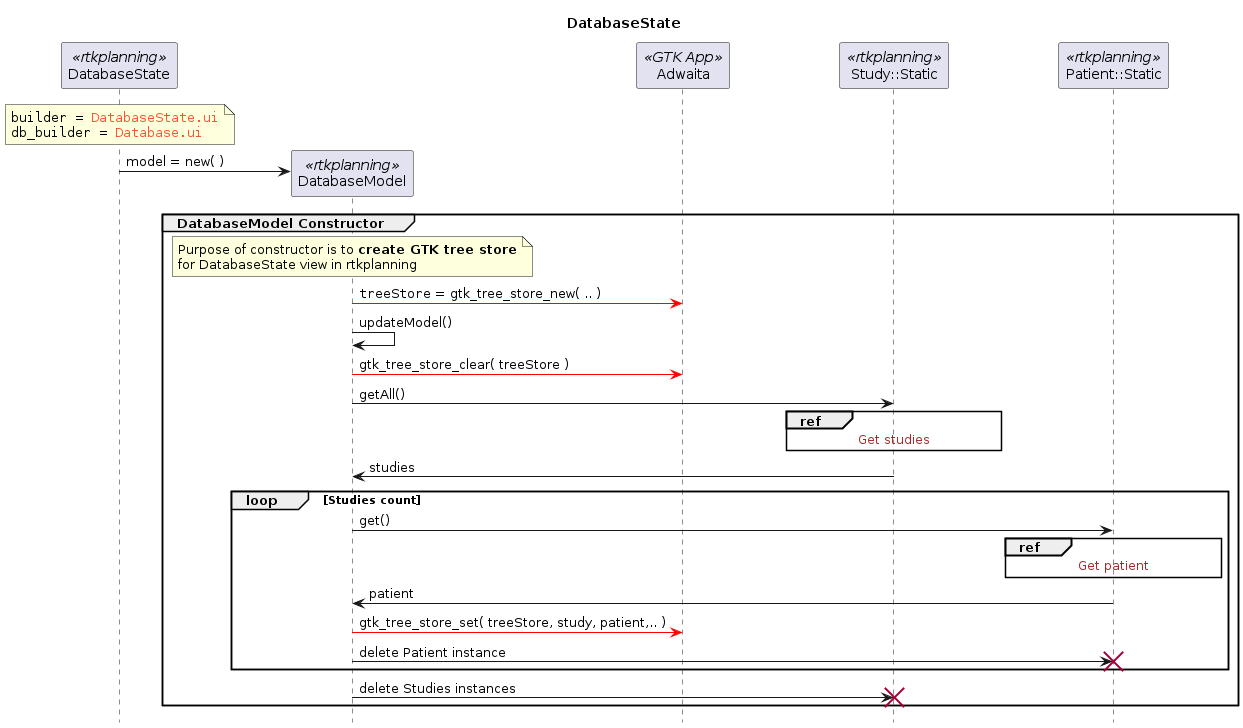 DatabaseState
«rtkplanning»
DatabaseState
«GTK App»
Adwaita
«rtkplanning»
Study::Static
«rtkplanning»
Patient::Static
builder = DatabaseState.ui
db_builder = Database.ui
model = new( )
«rtkplanning»
DatabaseModel
DatabaseModel Constructor
Purpose of constructor is to create GTK tree store
for DatabaseState view in rtkplanning
treeStore = gtk_tree_store_new( .. )
updateModel()
gtk_tree_store_clear( treeStore )
getAll()
ref
Get studies
studies
loop [Studies count]
get()
ref
Get patient
patient
gtk_tree_store_set( treeStore, study, patient,.. )
delete Patient instance
delete Studies instances